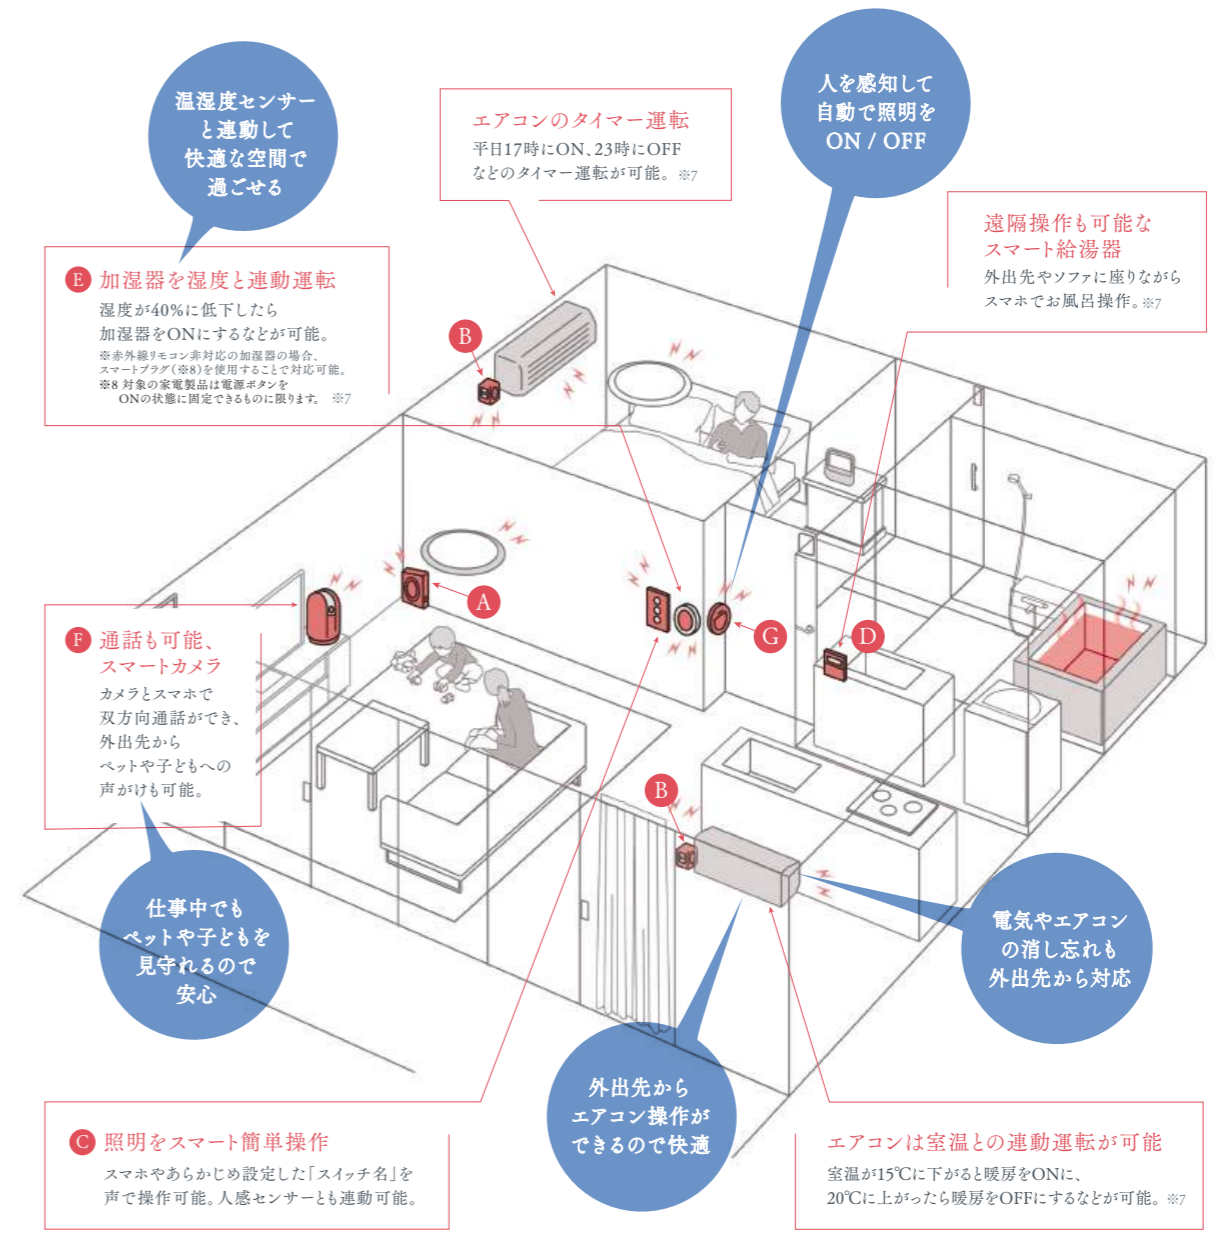 温湿度センサー
と連動して
快適な空間で
過ごせる
エアコンのタイマー運転
平日17時にON、23時にOFF
などのタイマー運転が可能。※7
人を感知して
自動で照明を
ON / OFF
遠隔操作も可能な
スマート給湯器
外出先やソファに座りながら
スマホでお風呂操作。※7
E 加湿器を湿度と連動運転
湿度が40%に低下したら
加湿器をONにするなどが可能。
※赤外線リモコン非対応の加湿器の場合、
スマートプラグ(※8)を使用することで対応可能。
※8 対象の家電製品は電源ボタンを
ONの状態に固定できるものに限ります。 ※7
B
A
G
D
F 通話も可能、
スマートカメラ
カメラとスマホで
双方向通話ができ、
外出先から
ペットや子どもへの
声がけも可能。
B
仕事中でも
ペットや子どもを
見守れるので
安心
電気やエアコン
の消し忘れも
外出先から対応
外出先から
エアコン操作が
できるので快適
C 照明をスマート簡単操作
スマホやあらかじめ設定した「スイッチ名」を
声で操作可能。人感センサーとも連動可能。
エアコンは室温との連動運転が可能
室温が15℃に下がると暖房をONに、
20℃に上がったら暖房をOFFにするなどが可能。※7